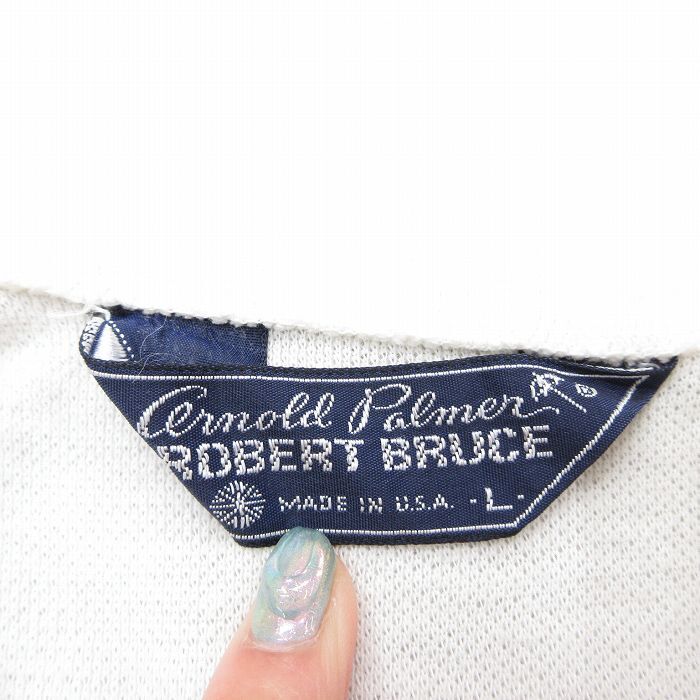 Arnold Palmer ®
ROBERT BRUCE
MADE IN U.S.A. -L-